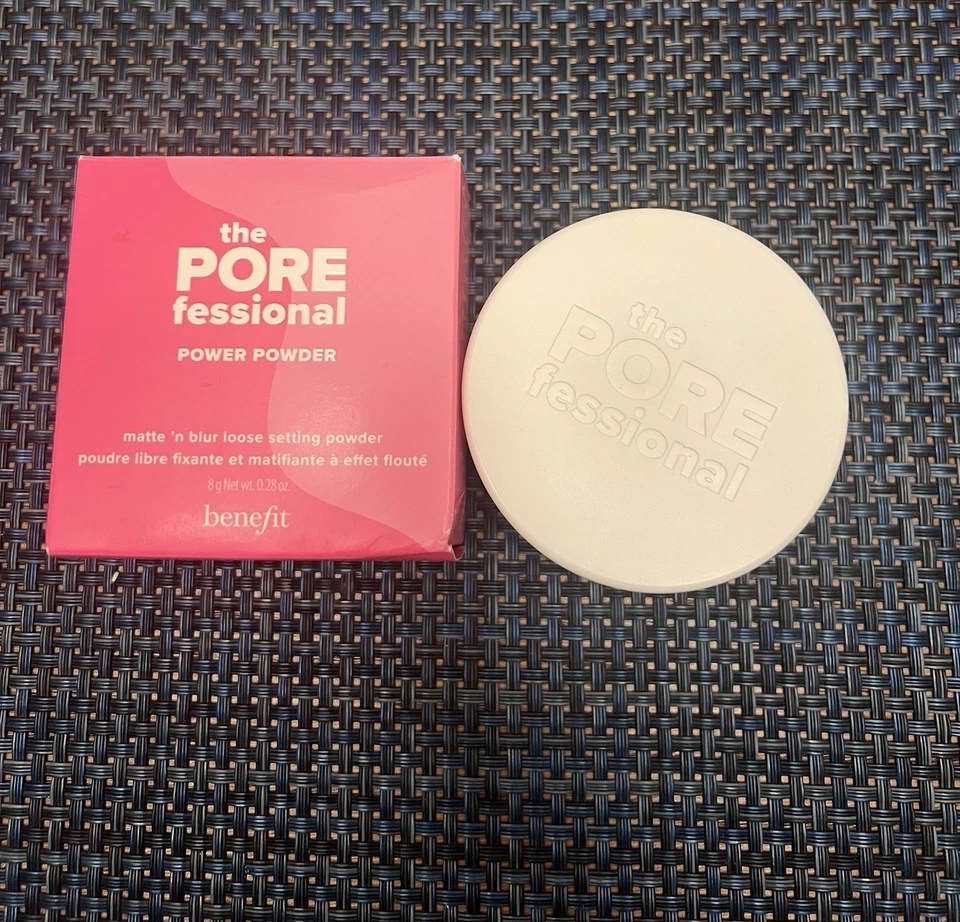 the
PORE
fessional
POWER POWDER
matte 'n blur loose setting powder
poudre libre fixante et matifiante à effet flouté
8 g Net wt. 0.28 oz.
benefit
the
PORE
fessional